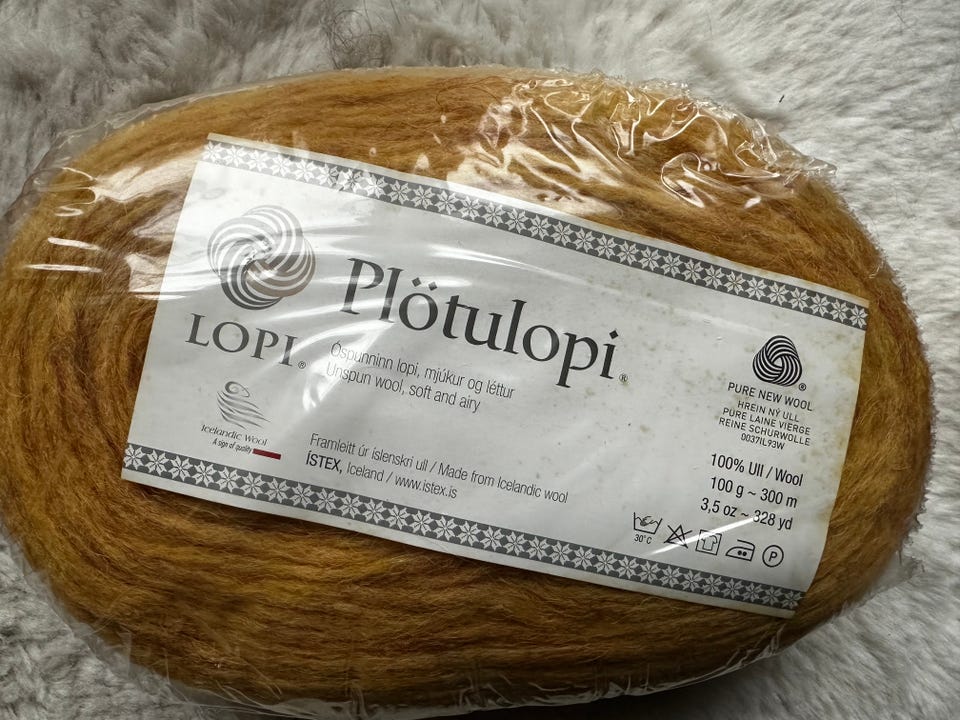 LOPI®
Plötulopi®
Óspunninn lopi, mjúkur og léttur
Unspun wool, soft and airy
Icelandic Wool
A sign of quality
Framleitt úr íslenskri ull / Made from Icelandic wool
ÍSTEX, Iceland / www.istex.is
®
PURE NEW WOOL
HREIN NÝ ULL
PURE LAINE VIERGE
REINE SCHURWOLLE
0037IL93W
100% Ull / Wool
100 g ~ 300 m
3,5 oz ~ 328 yd
30°C
P